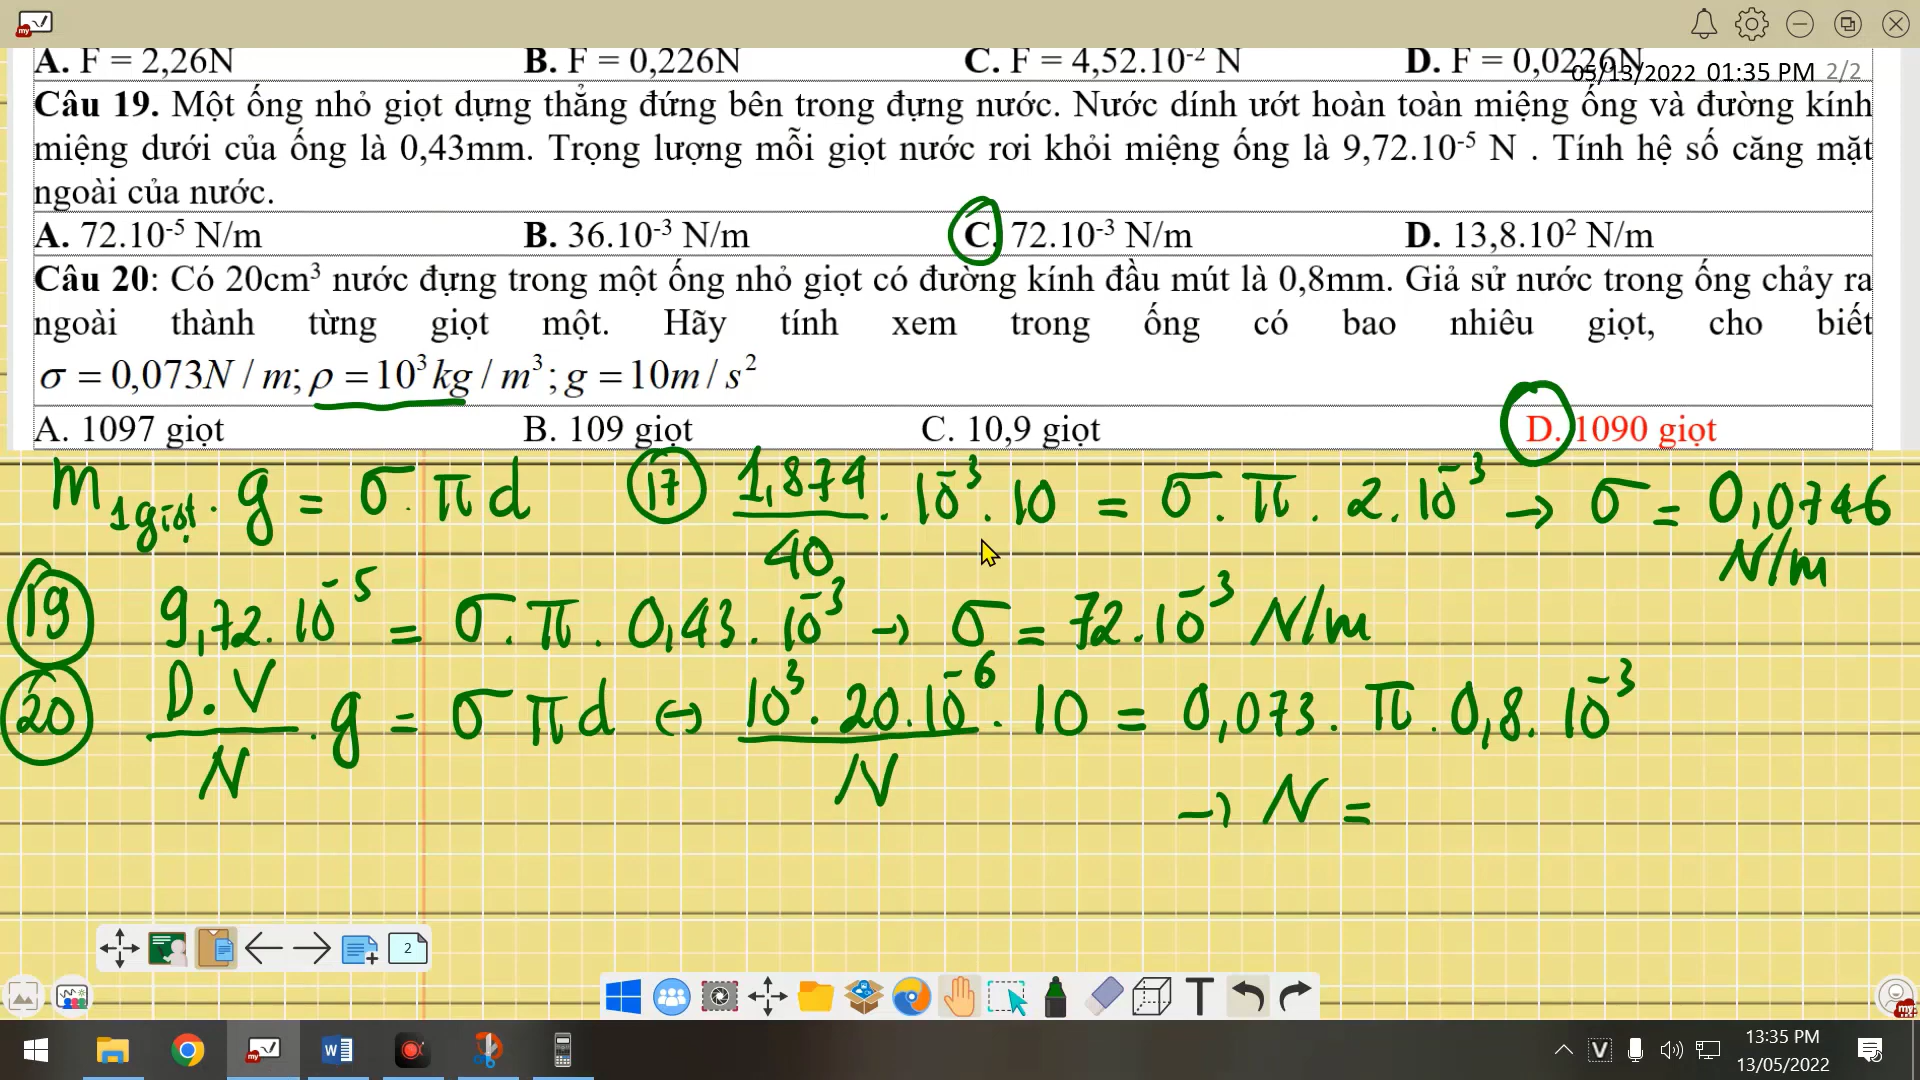 A. F = 2,26N B. F = 0,226N C. F = 4,52.10⁻² N D. F = 0,0226N
05/13/2022 01:35 PM 2/2
Câu 19. Một ống nhỏ giọt dựng thẳng đứng bên trong đựng nước. Nước dính ướt hoàn toàn miệng ống và đường kính
miệng dưới của ống là 0,43mm. Trọng lượng mỗi giọt nước rơi khỏi miệng ống là 9,72.10⁻⁵ N . Tính hệ số căng mặt
ngoài của nước.
A. 72.10⁻⁵ N/m B. 36.10⁻³ N/m C. 72.10⁻³ N/m D. 13,8.10² N/m
Câu 20: Có 20cm³ nước đựng trong một ống nhỏ giọt có đường kính đầu mút là 0,8mm. Giả sử nước trong ống chảy ra
ngoài thành từng giọt một. Hãy tính xem trong ống có bao nhiêu giọt, cho biết
σ = 0,073N / m; ρ = 10³ kg / m³; g = 10m / s²
A. 1097 giọt B. 109 giọt C. 10,9 giọt D. 1090 giọt
m 1 giọt . g = σ . π d (17) 1,874/40 . 10⁻³ . 10 = σ . π . 2 . 10⁻³ → σ = 0,0746
N/m
(19) 9,72 . 10⁻⁵ = σ . π . 0,43 . 10⁻³ → σ = 72 . 10⁻³ N/m
(20) D . V/N . g = σ π d ↔ 10³ . 20 . 10⁻⁶/N . 10 = 0,073 . π . 0,8 . 10⁻³
→ N =
2
T
V
13:35 PM
13/05/2022